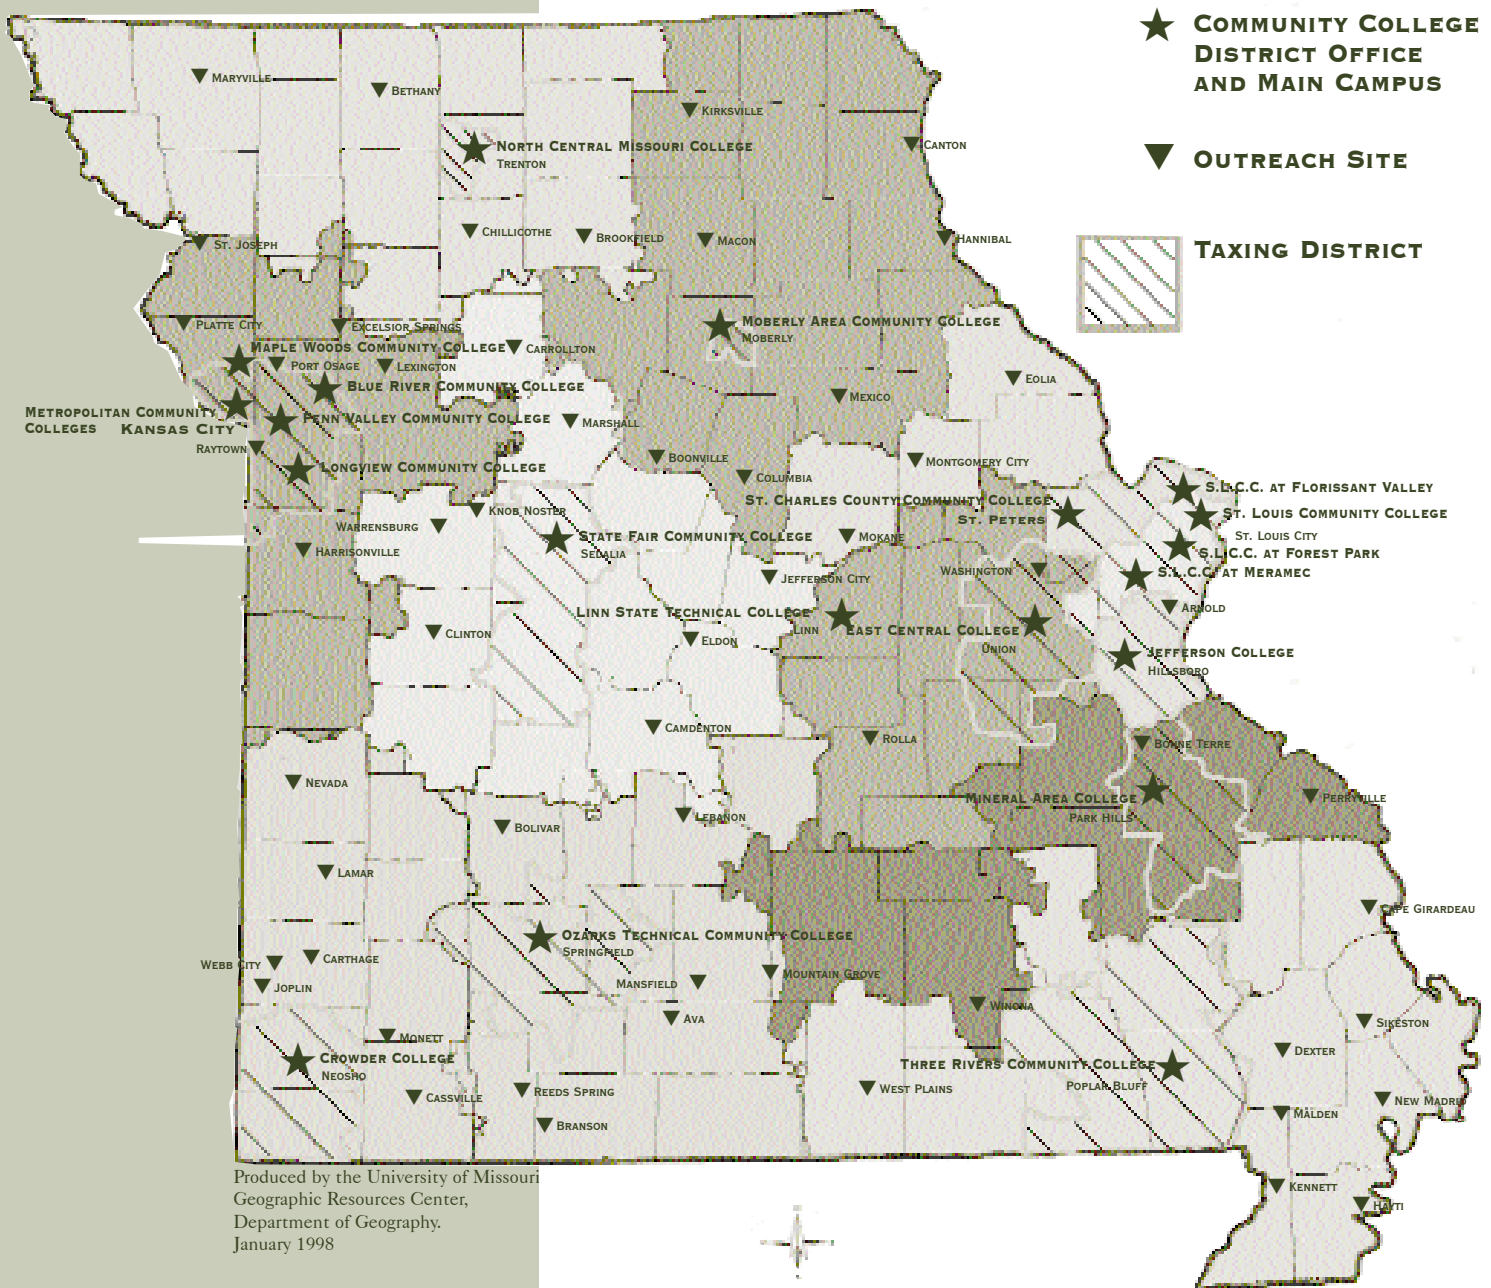 Community College
District Office
and Main Campus
Outreach Site
Taxing District
Maryville
Bethany
Kirksville
North Central Missouri College
Trenton
Canton
Chillicothe
Brookfield
Macon
Hannibal
St. Joseph
Platte City
Excelsior Springs
Moberly Area Community College
Moberly
Maple Woods Community College
Carrollton
Port Osage
Lexington
Eolia
Blue River Community College
Mexico
Metropolitan Community
Colleges Kansas City
Penn Valley Community College
Marshall
Raytown
Boonville
Montgomery City
Longview Community College
Columbia
S.L.C.C. at Florissant Valley
St. Charles County Community College
St. Peters
Knob Noster
St. Louis Community College
Warrensburg
State Fair Community College
Sedalia
Mokane
St. Louis City
S.L.C.C. at Forest Park
Harrisonville
Jefferson City
Washington
S.L.C.C. at Meramec
Linn State Technical College
Linn
Arnold
East Central College
Union
Clinton
Eldon
Jefferson College
Hillsboro
Camdenton
Rolla
Bonne Terre
Nevada
Mineral Area College
Park Hills
Perryville
Bolivar
Lebanon
Lamar
Cape Girardeau
Ozarks Technical Community College
Springfield
Webb City
Carthage
Joplin
Mansfield
Mountain Grove
Ava
Winona
Sikeston
Monett
Dexter
Crowder College
Neosho
Three Rivers Community College
Poplar Bluff
Cassville
Reeds Spring
West Plains
New Madrid
Branson
Malden
Kennett
Hayti
Produced by the University of Missouri
Geographic Resources Center,
Department of Geography.
January 1998